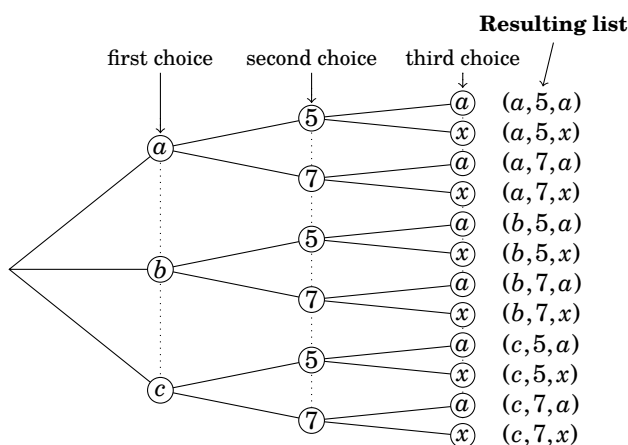 Resulting list
first choice second choice third choice
a (a,5,a)
5
x (a,5,x)
a
a (a,7,a)
7
x (a,7,x)
a (b,5,a)
5
x (b,5,x)
b
a (b,7,a)
7
x (b,7,x)
a (c,5,a)
5
x (c,5,x)
c
a (c,7,a)
7
x (c,7,x)